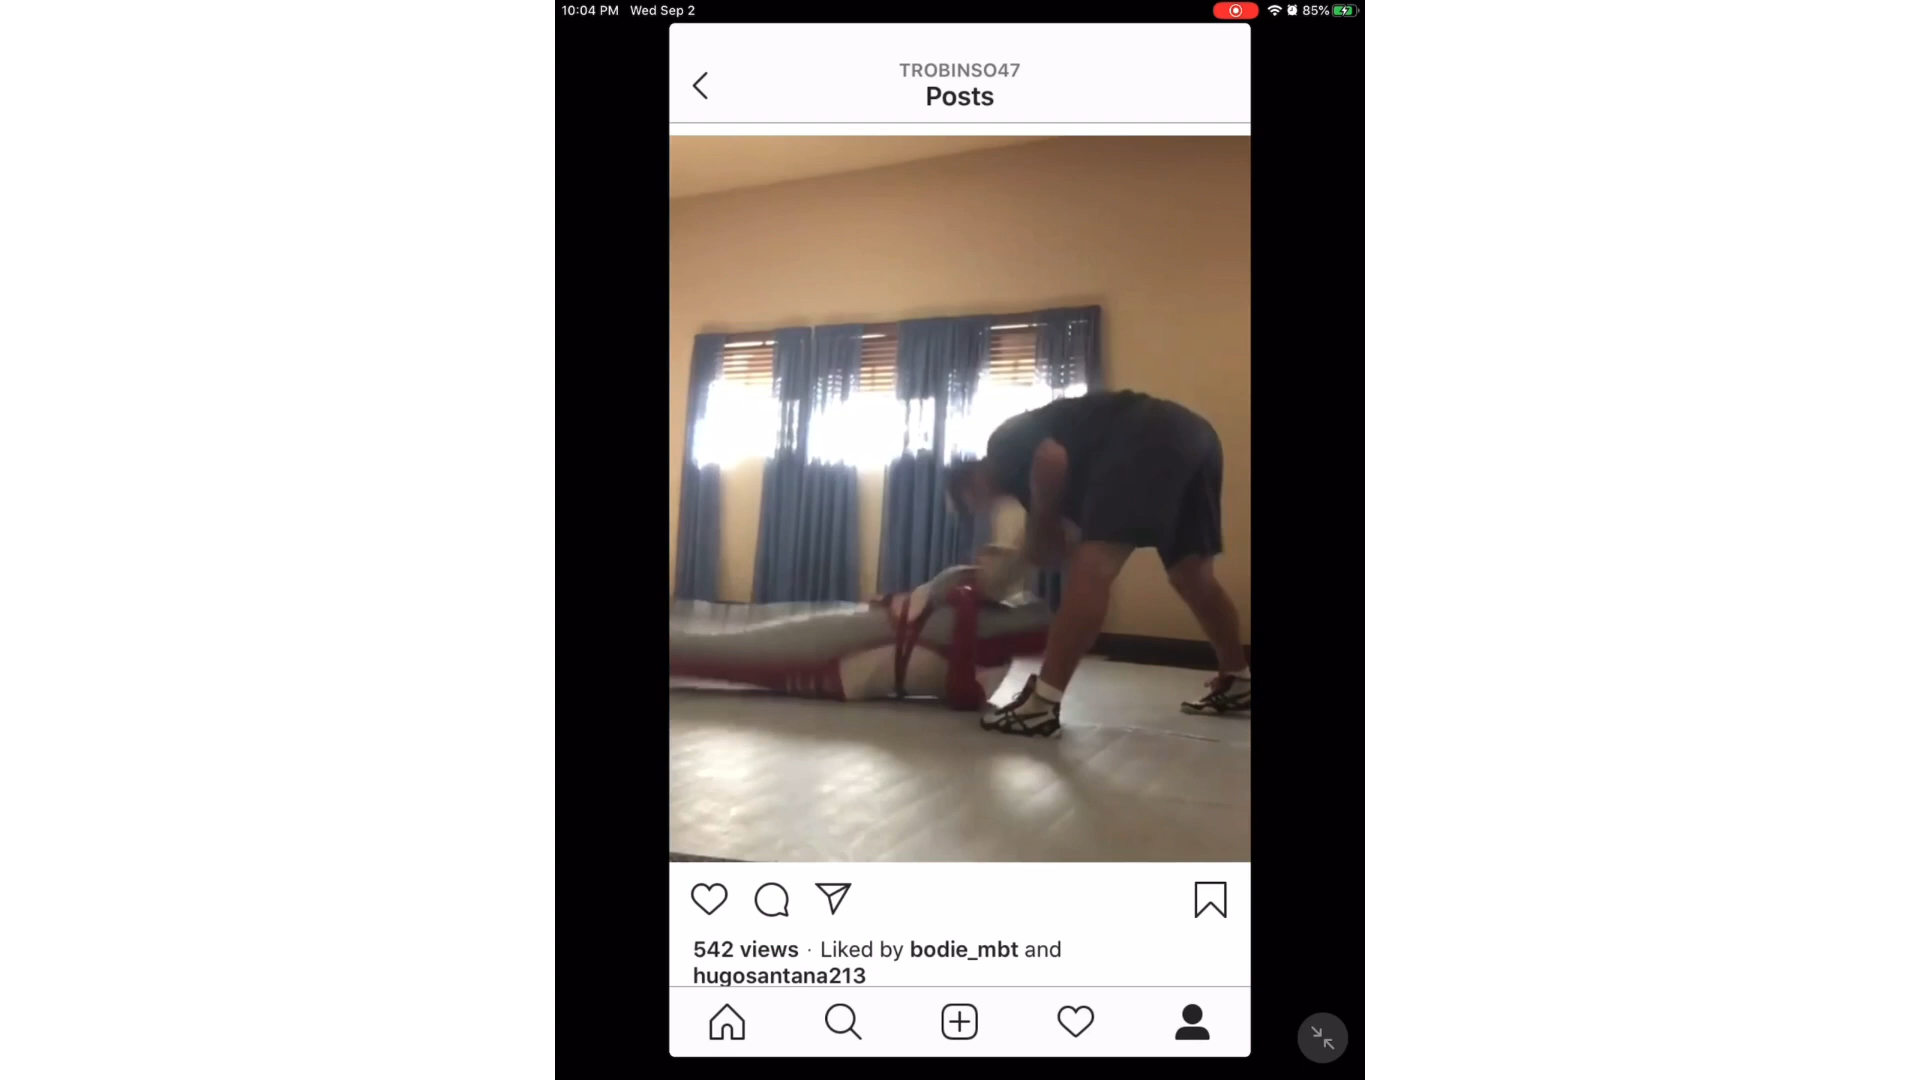 10:04 PM Wed Sep 2
85%
TROBINSO47
Posts
542 views · Liked by bodie_mbt and
hugosantana213